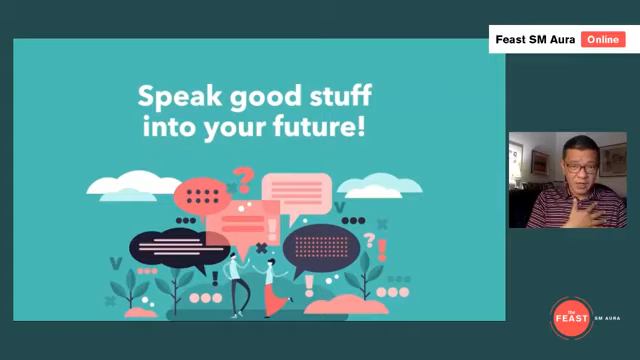 Feast SM Aura Online
Speak good stuff
into your future!
the
FEAST SM AURA